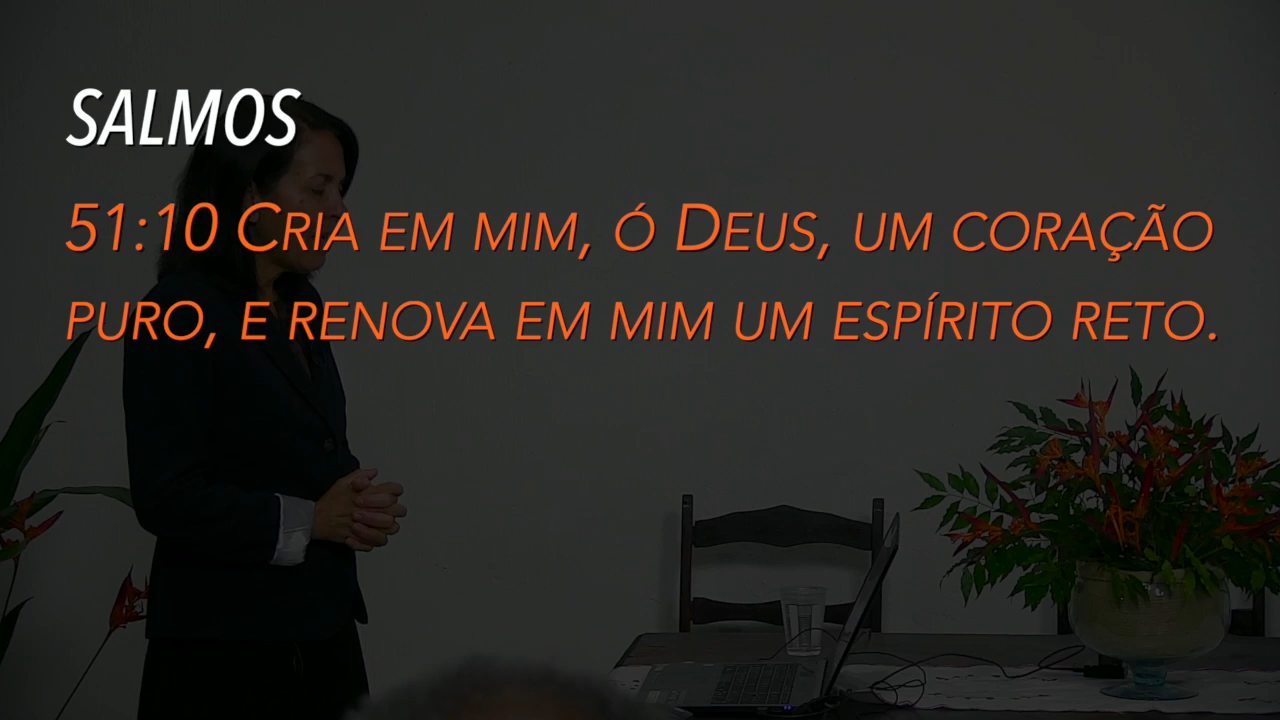 SALMOS
51:10 Cria em mim, ó Deus, um coração
puro, e renova em mim um espírito reto.